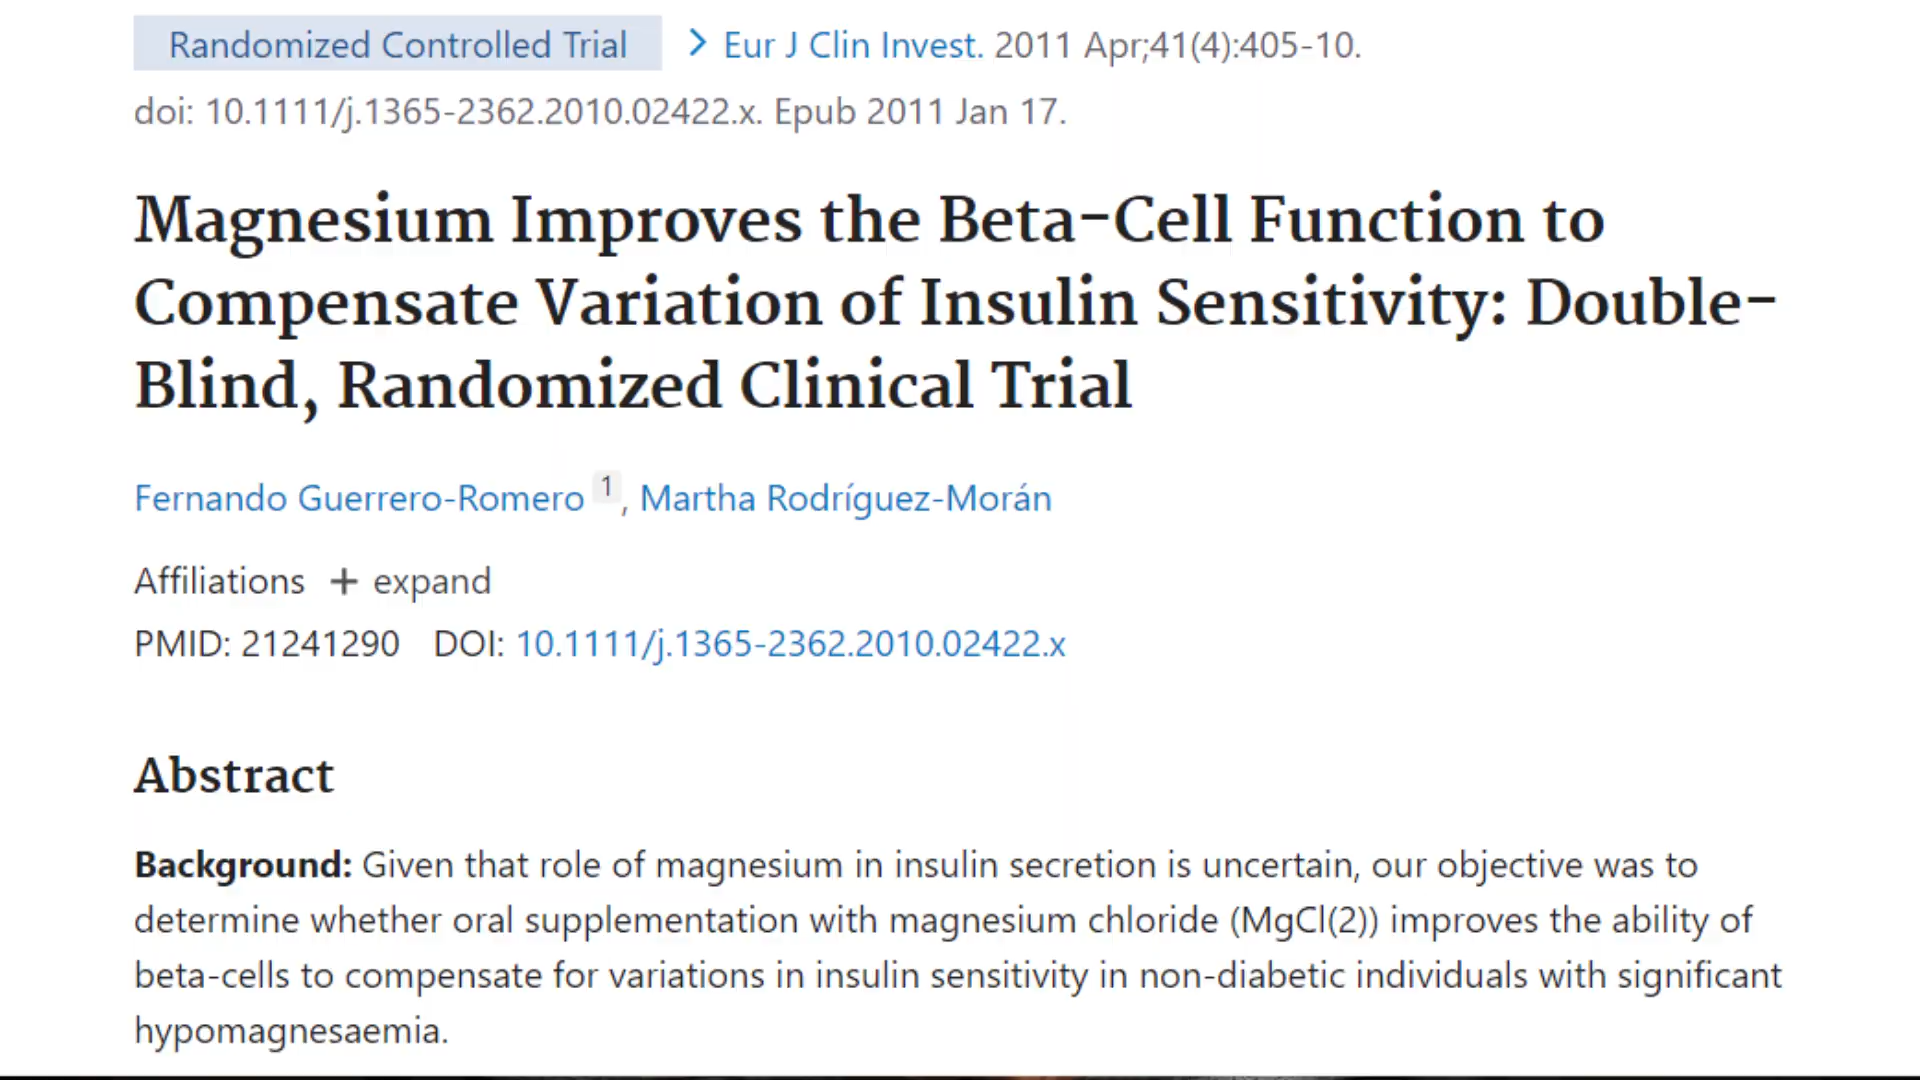 Randomized Controlled Trial > Eur J Clin Invest. 2011 Apr;41(4):405-10.
doi: 10.1111/j.1365-2362.2010.02422.x. Epub 2011 Jan 17.
Magnesium Improves the Beta-Cell Function to
Compensate Variation of Insulin Sensitivity: Double-
Blind, Randomized Clinical Trial
Fernando Guerrero-Romero 1, Martha Rodríguez-Morán
Affiliations + expand
PMID: 21241290 DOI: 10.1111/j.1365-2362.2010.02422.x
Abstract
Background: Given that role of magnesium in insulin secretion is uncertain, our objective was to
determine whether oral supplementation with magnesium chloride (MgCl(2)) improves the ability of
beta-cells to compensate for variations in insulin sensitivity in non-diabetic individuals with significant
hypomagnesaemia.